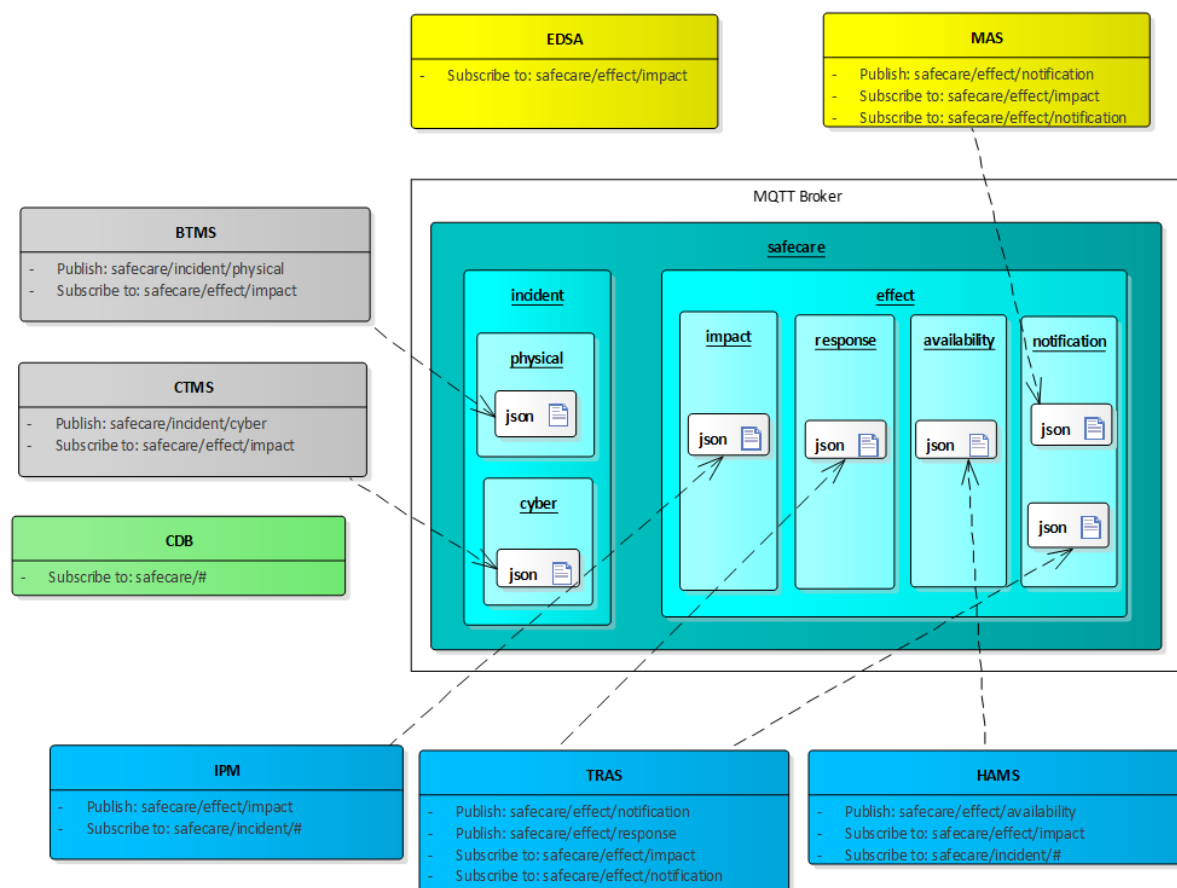 EDSA
- Subscribe to: safecare/effect/impact
MAS
- Publish: safecare/effect/notification
- Subscribe to: safecare/effect/impact
- Subscribe to: safecare/effect/notification
MQTT Broker
BTMS
- Publish: safecare/incident/physical
- Subscribe to: safecare/effect/impact
CTMS
- Publish: safecare/incident/cyber
- Subscribe to: safecare/effect/impact
CDB
- Subscribe to: safecare/#
safecare
incident
physical
json
cyber
json
effect
impact
json
response
json
availability
json
notification
json
json
IPM
- Publish: safecare/effect/impact
- Subscribe to: safecare/incident/#
TRAS
- Publish: safecare/effect/notification
- Publish: safecare/effect/response
- Subscribe to: safecare/effect/impact
- Subscribe to: safecare/effect/notification
HAMS
- Publish: safecare/effect/availability
- Subscribe to: safecare/effect/impact
- Subscribe to: safecare/incident/#